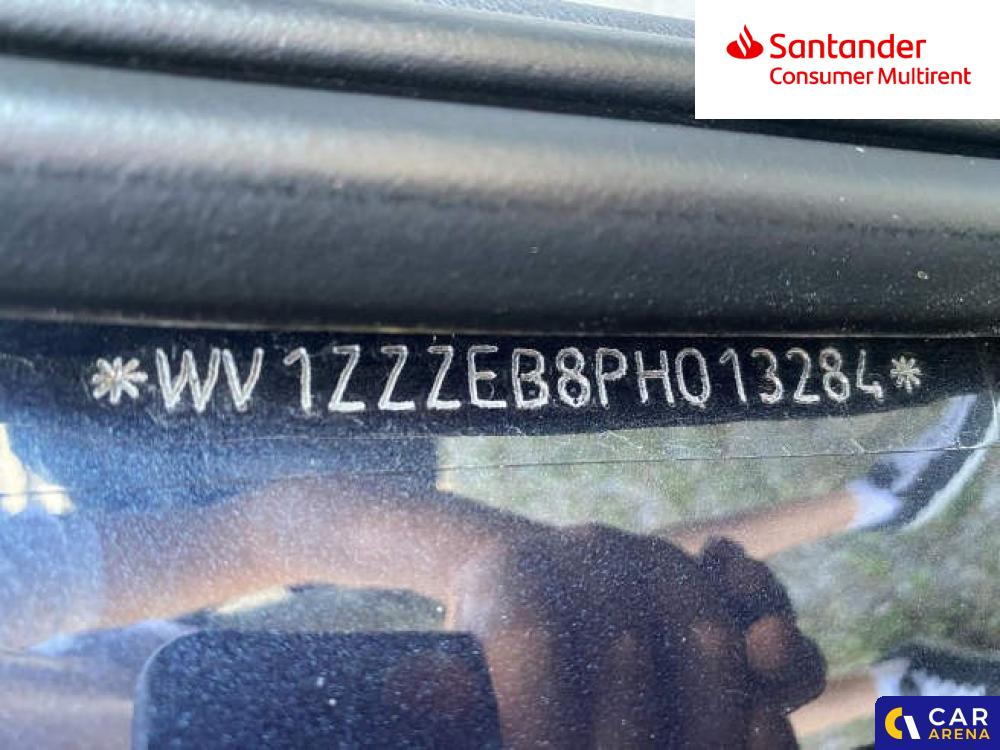 Santander
Consumer Multirent
*WV1ZZZEB8PH013284*
CAR
ARENA